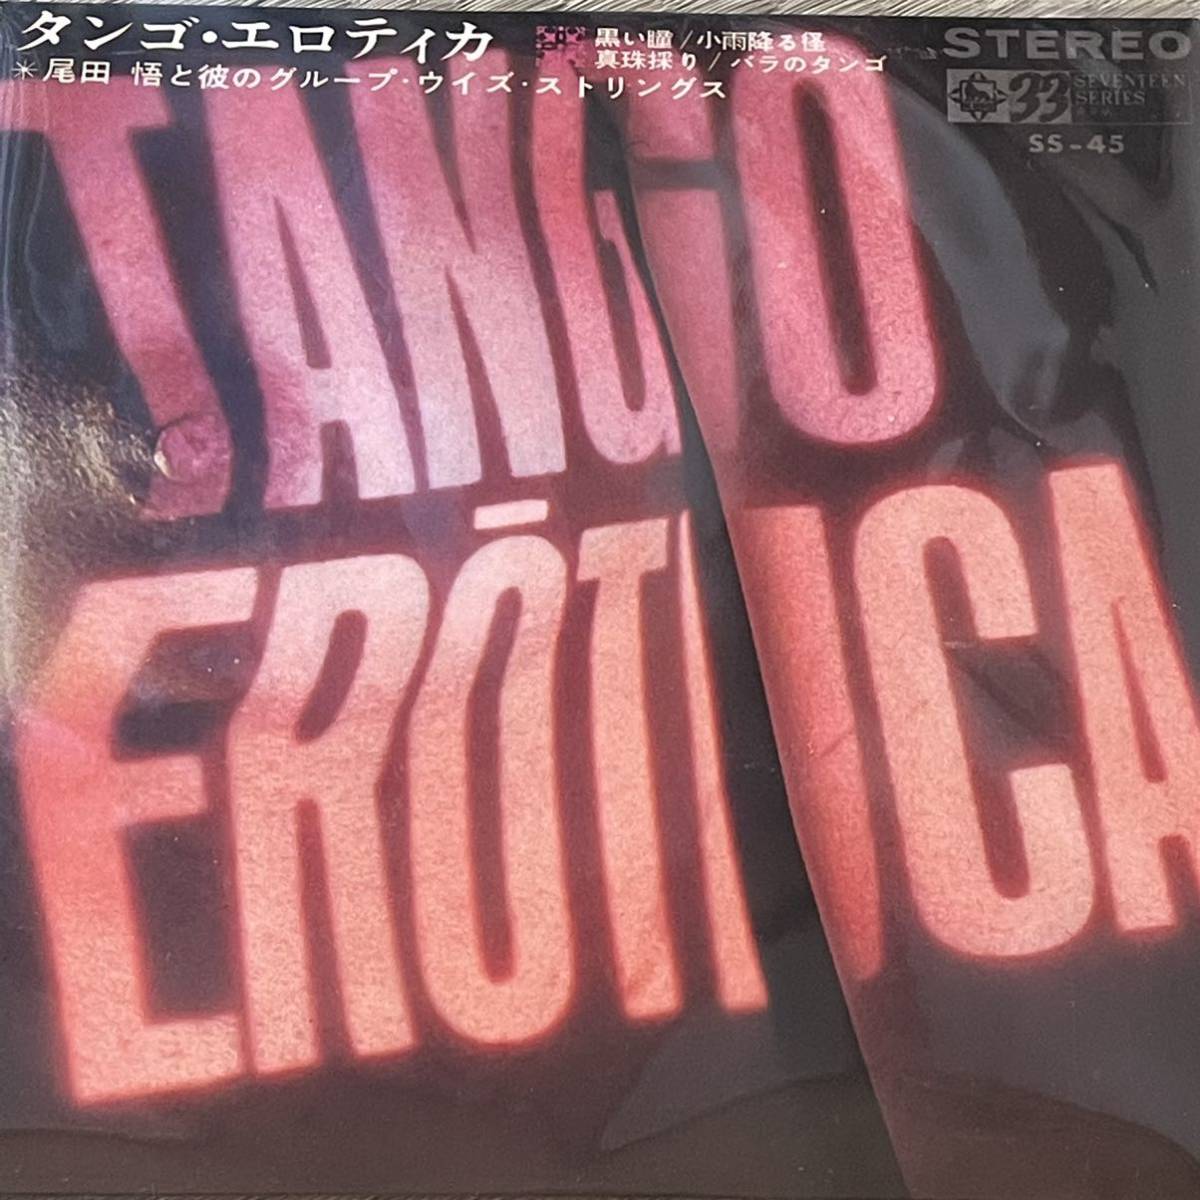 タンゴ・エロティカ
黒い瞳/小雨降る径
真珠採り/バラのタンゴ
✳尾田 悟と彼のグループ・ウイズ・ストリングス
STEREO
33 SEVENTEEN
SERIES
SS-45
TANGO
ERŌTICA